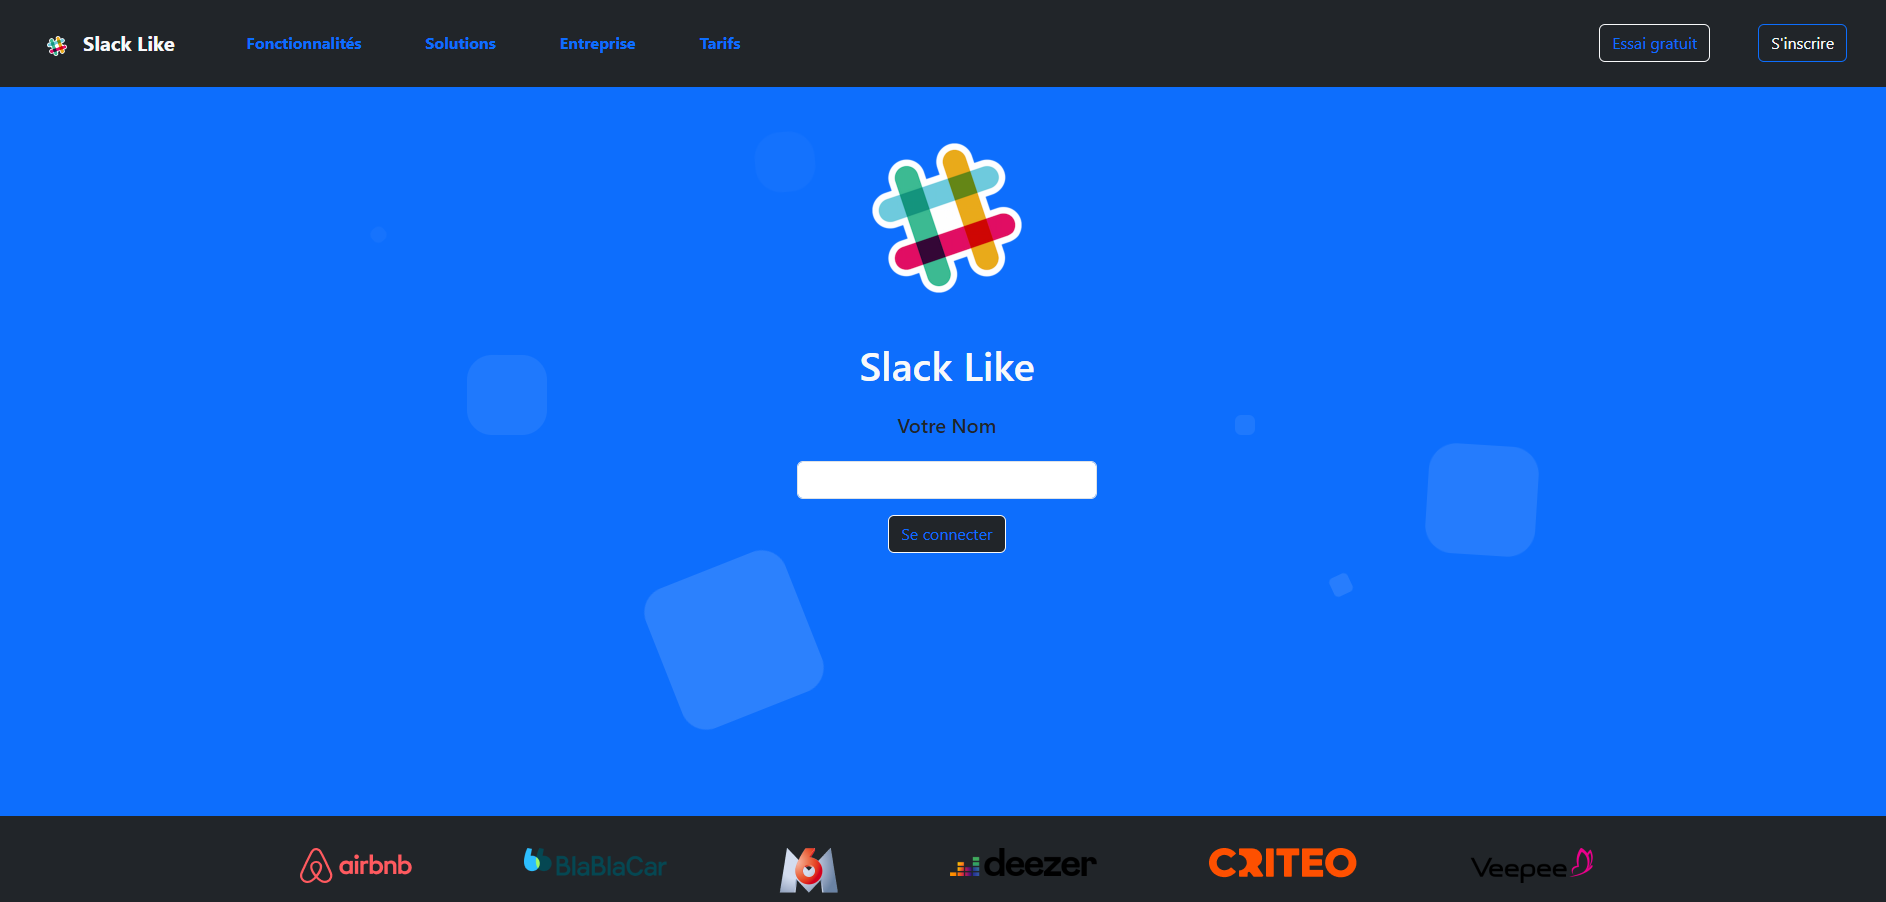 Slack Like Fonctionnalités Solutions Entreprise Tarifs Essai gratuit S'inscrire
Slack Like
Votre Nom
Se connecter
airbnb BlaBlaCar M6 deezer CRITEO Veepee